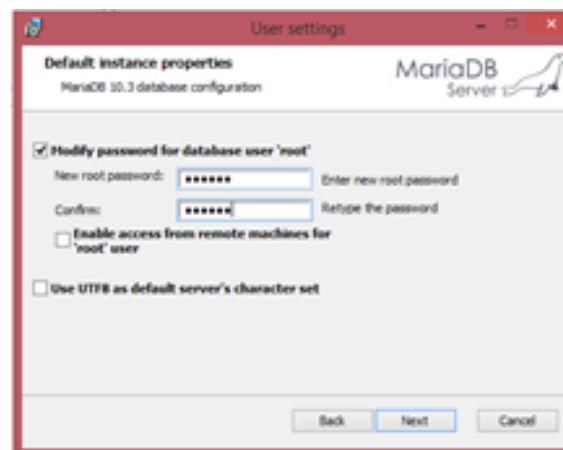 User settings
Default instance properties
MariaDB 10.3 database configuration
MariaDB
Server
Modify password for database user 'root'
New root password: ●●●●●● Enter new root password
Confirm: ●●●●●● Retype the password
Enable access from remote machines for
'root' user
Use UTF8 as default server's character set
Back Next Cancel